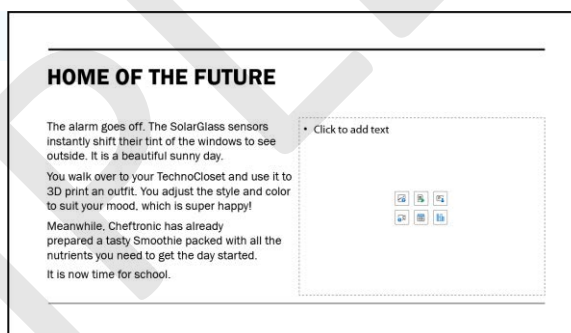 HOME OF THE FUTURE
The alarm goes off. The SolarGlass sensors
instantly shift their tint of the windows to see
outside. It is a beautiful sunny day.
You walk over to your TechnoCloset and use it to
3D print an outfit. You adjust the style and color
to suit your mood, which is super happy!
Meanwhile, Cheftronic has already
prepared a tasty Smoothie packed with all the
nutrients you need to get the day started.
It is now time for school.
• Click to add text